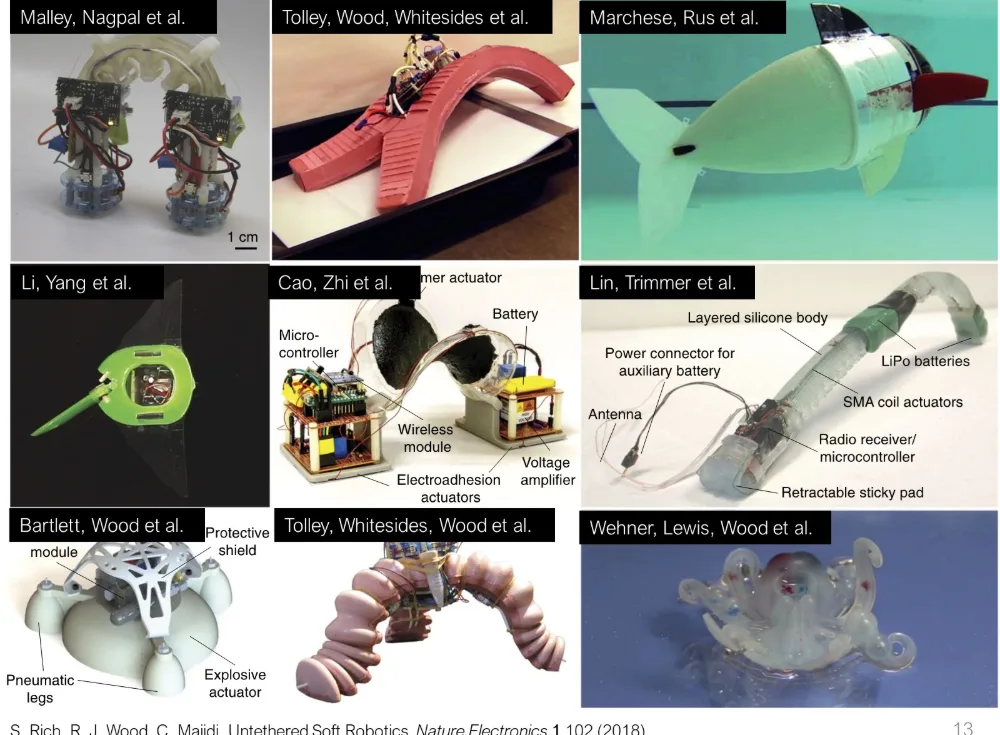 Malley, Nagpal et al.
Tolley, Wood, Whitesides et al.
Marchese, Rus et al.
1 cm
Li, Yang et al.
Cao, Zhi et al.
mer actuator
Battery
Micro-
controller
Wireless
module
Electroadhesion
actuators
Voltage
amplifier
Lin, Trimmer et al.
Layered silicone body
LiPo batteries
Power connector for
auxiliary battery
SMA coil actuators
Antenna
Radio receiver/
microcontroller
Retractable sticky pad
Bartlett, Wood et al.
module
Protective
shield
Pneumatic
legs
Explosive
actuator
Tolley, Whitesides, Wood et al.
Wehner, Lewis, Wood et al.
S. Rich, R. J. Wood, C. Majidi, Untethered Soft Robotics, Nature Electronics 1 102 (2018)
13